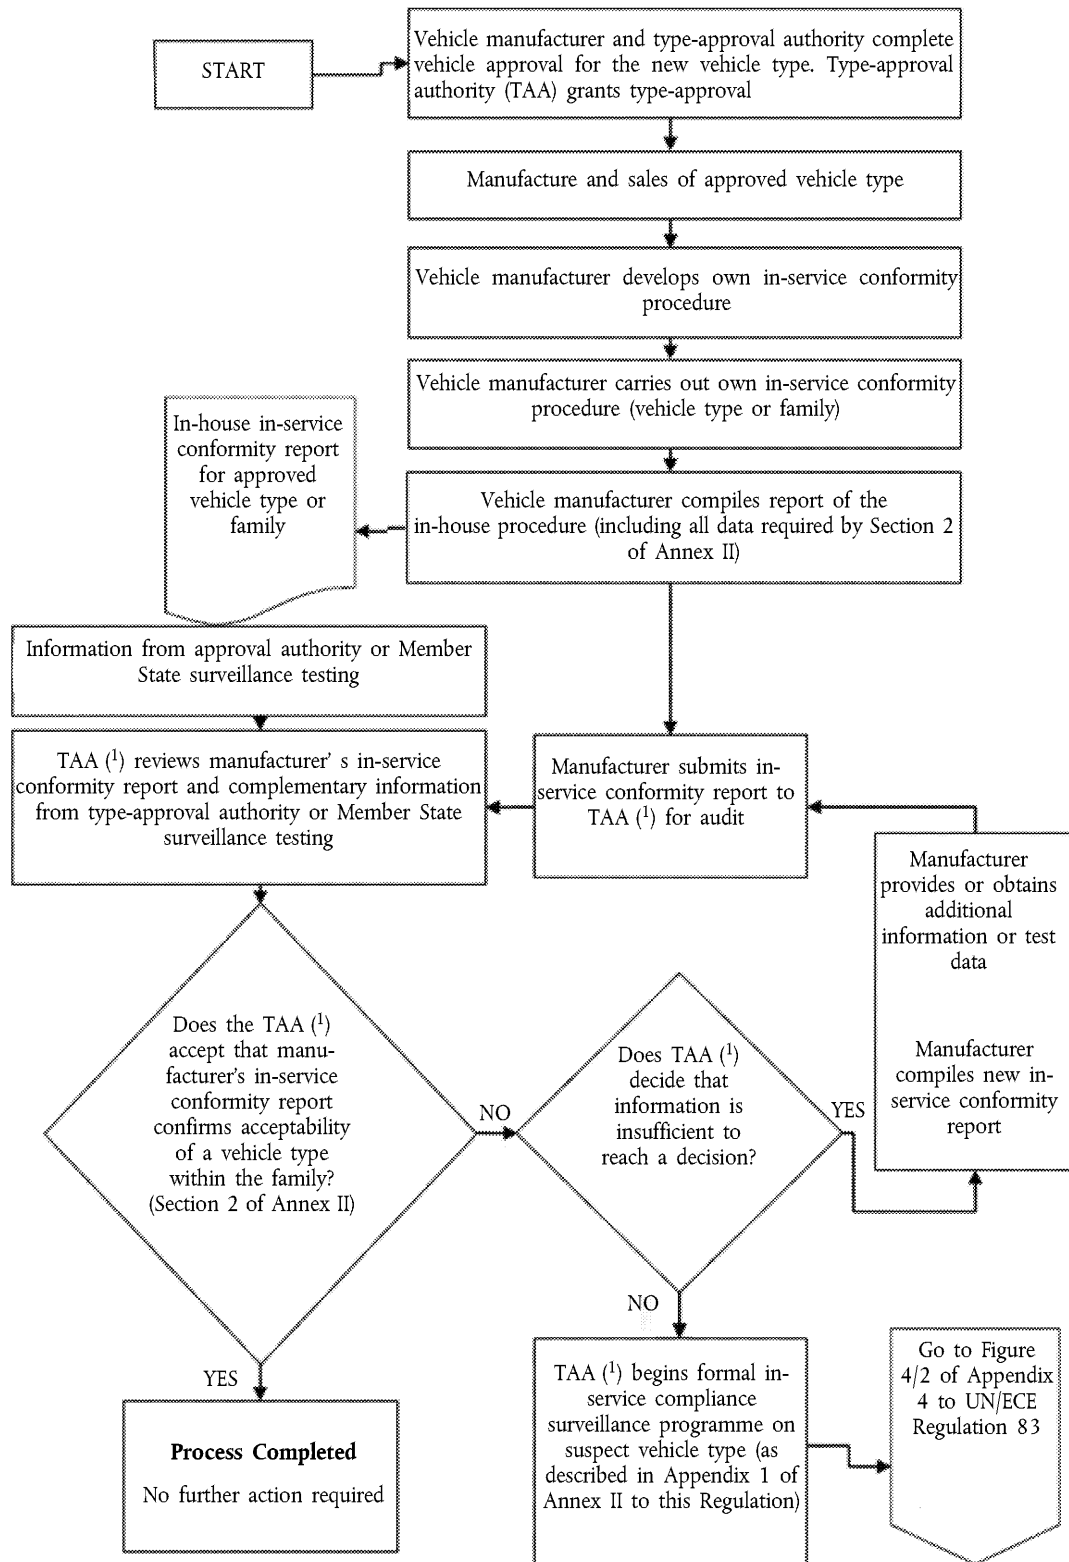 START
Vehicle manufacturer and type-approval authority complete
vehicle approval for the new vehicle type. Type-approval
authority (TAA) grants type-approval
Manufacture and sales of approved vehicle type
Vehicle manufacturer develops own in-service conformity
procedure
Vehicle manufacturer carries out own in-service conformity
procedure (vehicle type or family)
In-house in-service
conformity report
for approved
vehicle type or
family
Vehicle manufacturer compiles report of the
in-house procedure (including all data required by Section 2
of Annex II)
Information from approval authority or Member
State surveillance testing
TAA (1) reviews manufacturer' s in-service
conformity report and complementary information
from type-approval authority or Member State
surveillance testing
Manufacturer submits in-
service conformity report to
TAA (1) for audit
Manufacturer
provides or obtains
additional
information or test
data
Manufacturer
compiles new in-
service conformity
report
Does the TAA (1)
accept that manu-
facturer's in-service
conformity report
confirms acceptability
of a vehicle type
within the family?
(Section 2 of Annex II)
NO
Does TAA (1)
decide that
information is
insufficient to
reach a decision?
YES
NO
YES
Process Completed
No further action required
TAA (1) begins formal in-
service compliance
surveillance programme on
suspect vehicle type (as
described in Appendix 1 of
Annex II to this Regulation)
Go to Figure
4/2 of Appendix
4 to UN/ECE
Regulation 83